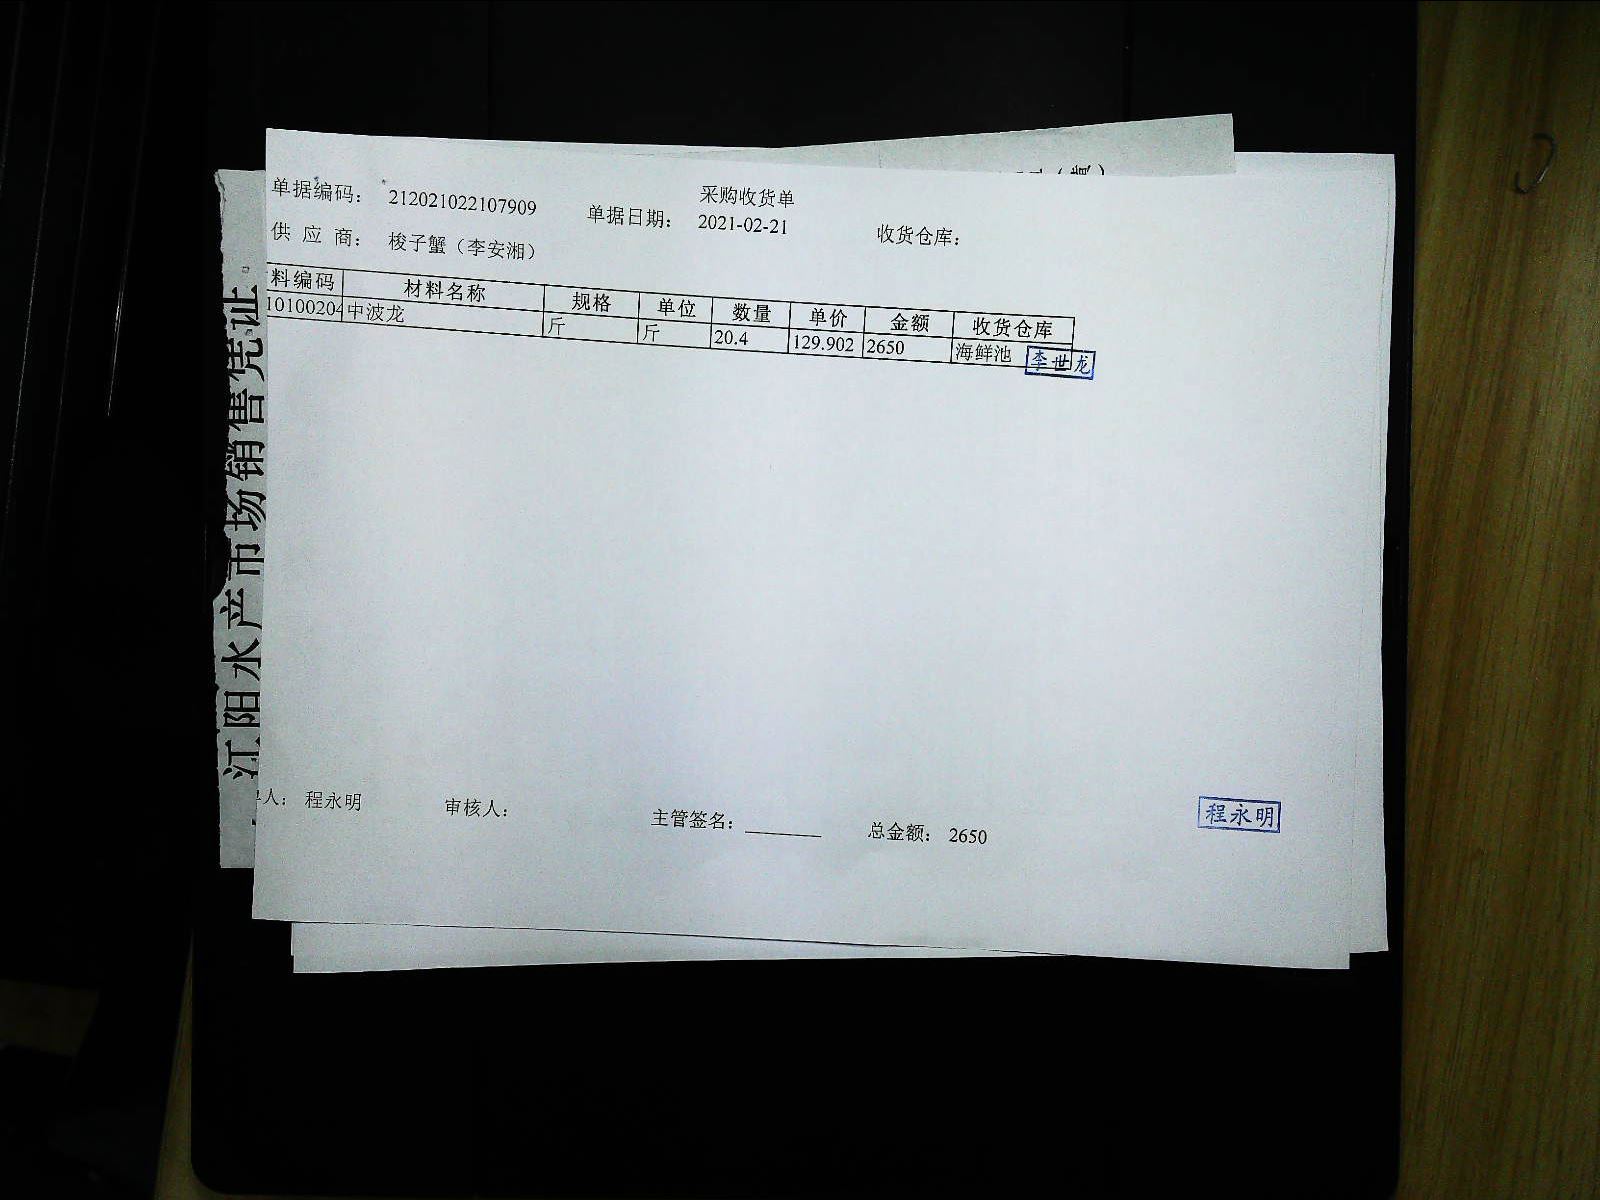 采购收货单
单据编码： 212021022107909 单据日期： 2021-02-21 收货仓库：
供 应 商： 梭子蟹（李安湘）
料编码 材料名称 规格 单位 数量 单价 金额 收货仓库
10100204 中波龙 斤 斤 20.4 129.902 2650 海鲜池
李世龙
人： 程永明 审核人： 主管签名： 总金额： 2650
程永明
江阳水产市场销售凭证